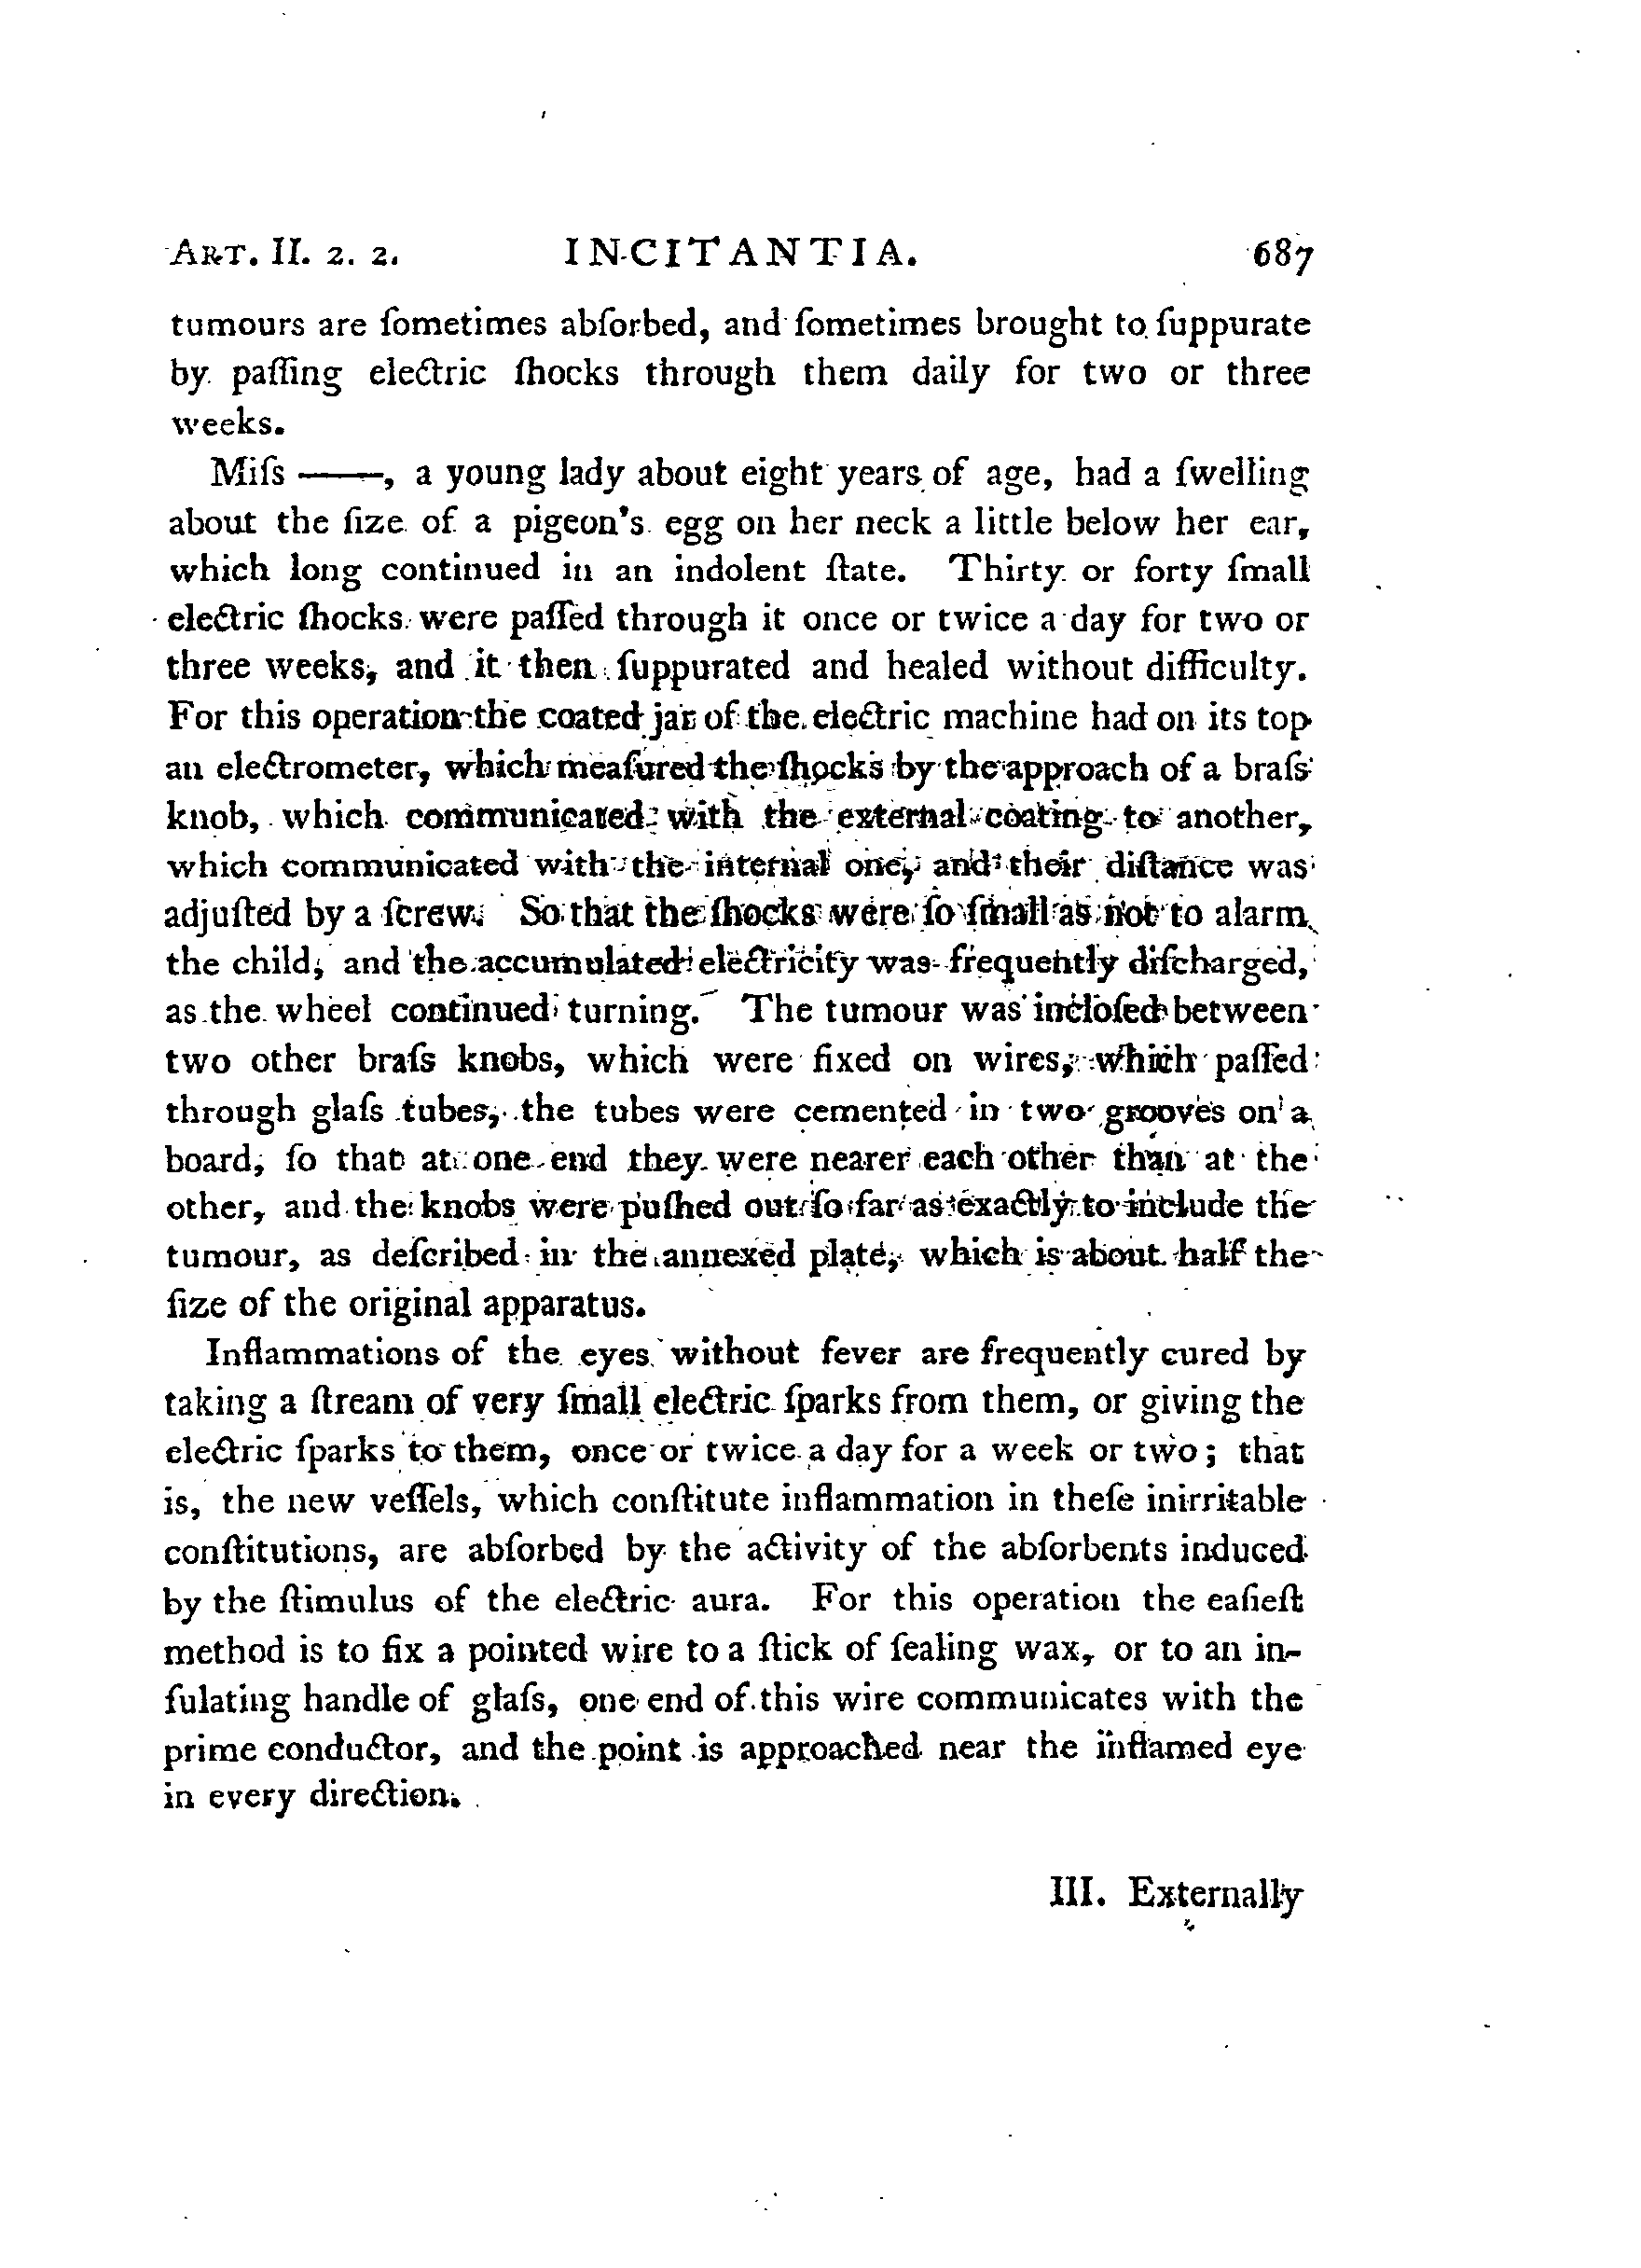 ART. II. 2. 2. INCITANTIA. 687
tumours are ſometimes abſorbed, and ſometimes brought to ſuppurate
by paſſing electric ſhocks through them daily for two or three
weeks.
Miſs ——, a young lady about eight years of age, had a ſwelling
about the ſize of a pigeon's egg on her neck a little below her ear,
which long continued in an indolent ſtate. Thirty or forty ſmall
electric ſhocks were paſſed through it once or twice a day for two or
three weeks, and it then ſuppurated and healed without difficulty.
For this operation the coated jar of the electric machine had on its top
an electrometer, which meaſured the ſhocks by the approach of a braſs
knob, which communicated with the external coating to another,
which communicated with the internal one, and their diſtance was
adjuſted by a ſcrew. So that the ſhocks were ſo ſmall as not to alarm
the child, and the accumulated electricity was frequently diſcharged,
as the wheel continued turning. The tumour was incloſed between
two other braſs knobs, which were fixed on wires, which paſſed
through glaſs tubes, the tubes were cemented in two grooves on a
board, ſo that at one end they were nearer each other than at the
other, and the knobs were puſhed out ſo far as exactly to include the
tumour, as deſcribed in the annexed plate, which is about half the
ſize of the original apparatus.
Inflammations of the eyes without fever are frequently cured by
taking a ſtream of very ſmall electric ſparks from them, or giving the
electric ſparks to them, once or twice a day for a week or two; that
is, the new veſſels, which conſtitute inflammation in theſe inirritable
conſtitutions, are abſorbed by the activity of the abſorbents induced
by the ſtimulus of the electric aura. For this operation the eaſieſt
method is to fix a pointed wire to a ſtick of ſealing wax, or to an in-
ſulating handle of glaſs, one end of this wire communicates with the
prime conductor, and the point is approached near the inflamed eye
in every direction.
III. Externally